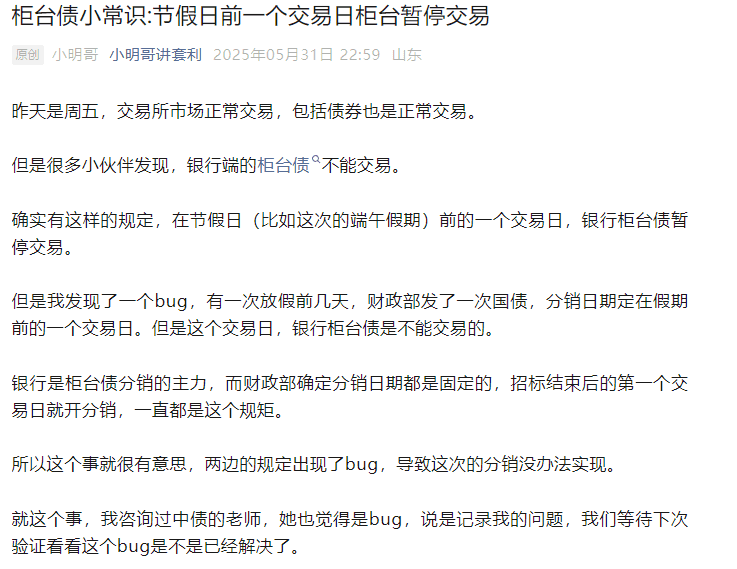 柜台债小常识:节假日前一个交易日柜台暂停交易
原创 小明哥 小明哥讲套利 2025年05月31日 22:59 山东
昨天是周五，交易所市场正常交易，包括债券也是正常交易。
但是很多小伙伴发现，银行端的柜台债不能交易。
确实有这样的规定，在节假日（比如这次的端午假期）前的一个交易日，银行柜台债暂
停交易。
但是我发现了一个bug，有一次放假前几天，财政部发了一次国债，分销日期定在假期
前的一个交易日。但是这个交易日，银行柜台债是不能交易的。
银行是柜台债分销的主力，而财政部确定分销日期都是固定的，招标结束后的第一个交
易日就开分销，一直都是这个规矩。
所以这个事就很有意思，两边的规定出现了bug，导致这次的分销没办法实现。
就这个事，我咨询过中债的老师，她也觉得是bug，说是记录我的问题，我们等待下次
验证看看这个bug是不是已经解决了。